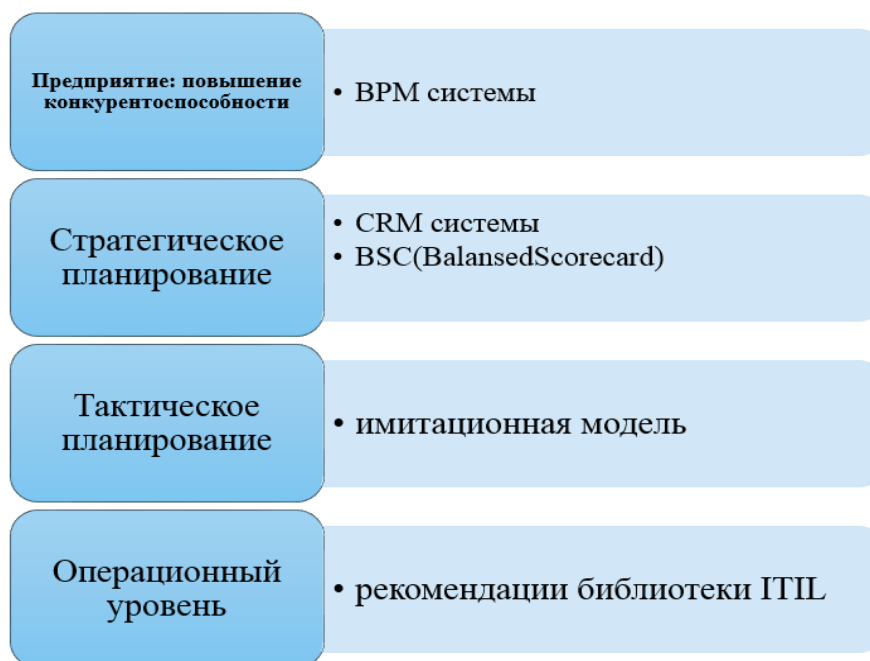 Предприятие: повышение
конкурентоспособности
• BPM системы
Стратегическое
планирование
• CRM системы
• BSC(BalansedScorecard)
Тактическое
планирование
• имитационная модель
Операционный
уровень
• рекомендации библиотеки ITIL